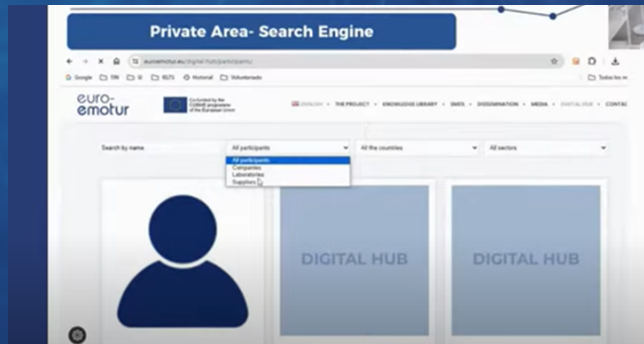 Private Area- Search Engine
euroemotur.eu/digital-hub/participants/
Google
Historial
Voluntariado
euro-
emotur
Co-funded by the
COSME programme
of the European Union
ENGLISH THE PROJECT KNOWLEDGE LIBRARY SMES DISSEMINATION MEDIA DIGITAL HUB CONTAC
Search by name All participants All the countries All sectors
All participants
Companies
Laboratories
Suppliers
DIGITAL HUB DIGITAL HUB